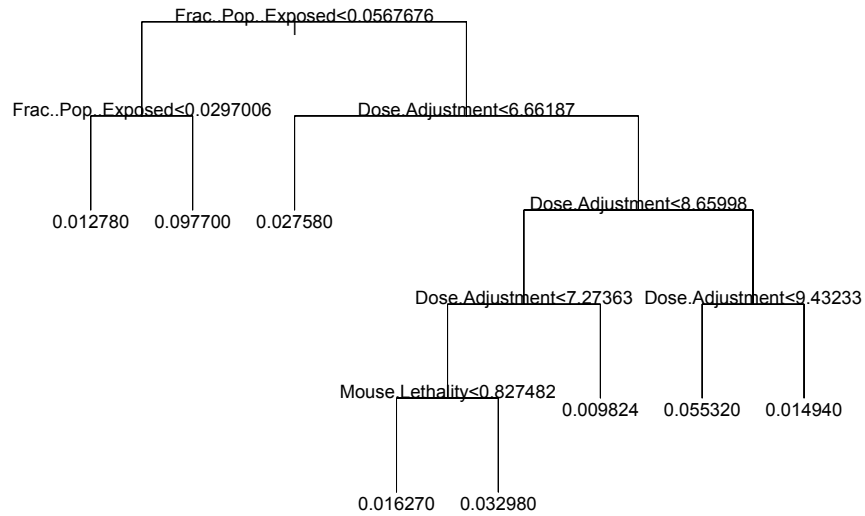 Frac..Pop..Exposed<0.0567676
Frac..Pop..Exposed<0.0297006
Dose.Adjustment<6.66187
0.012780
0.097700
0.027580
Dose.Adjustment<8.65998
Dose.Adjustment<7.27363
Dose.Adjustment<9.43233
Mouse.Lethality<0.827482
0.009824
0.055320
0.014940
0.016270
0.032980